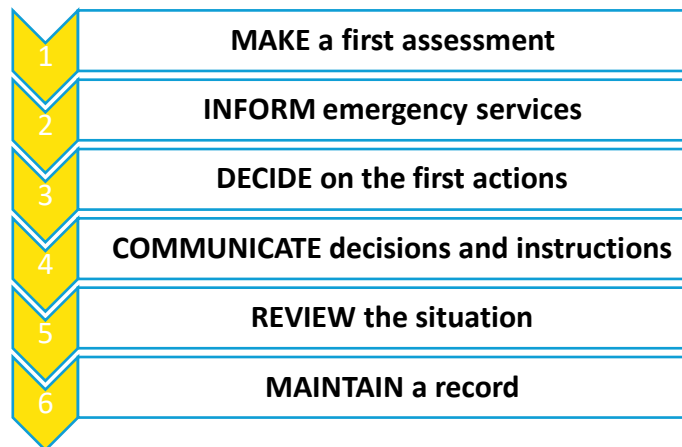 1
MAKE a first assessment
2
INFORM emergency services
3
DECIDE on the first actions
4
COMMUNICATE decisions and instructions
5
REVIEW the situation
6
MAINTAIN a record